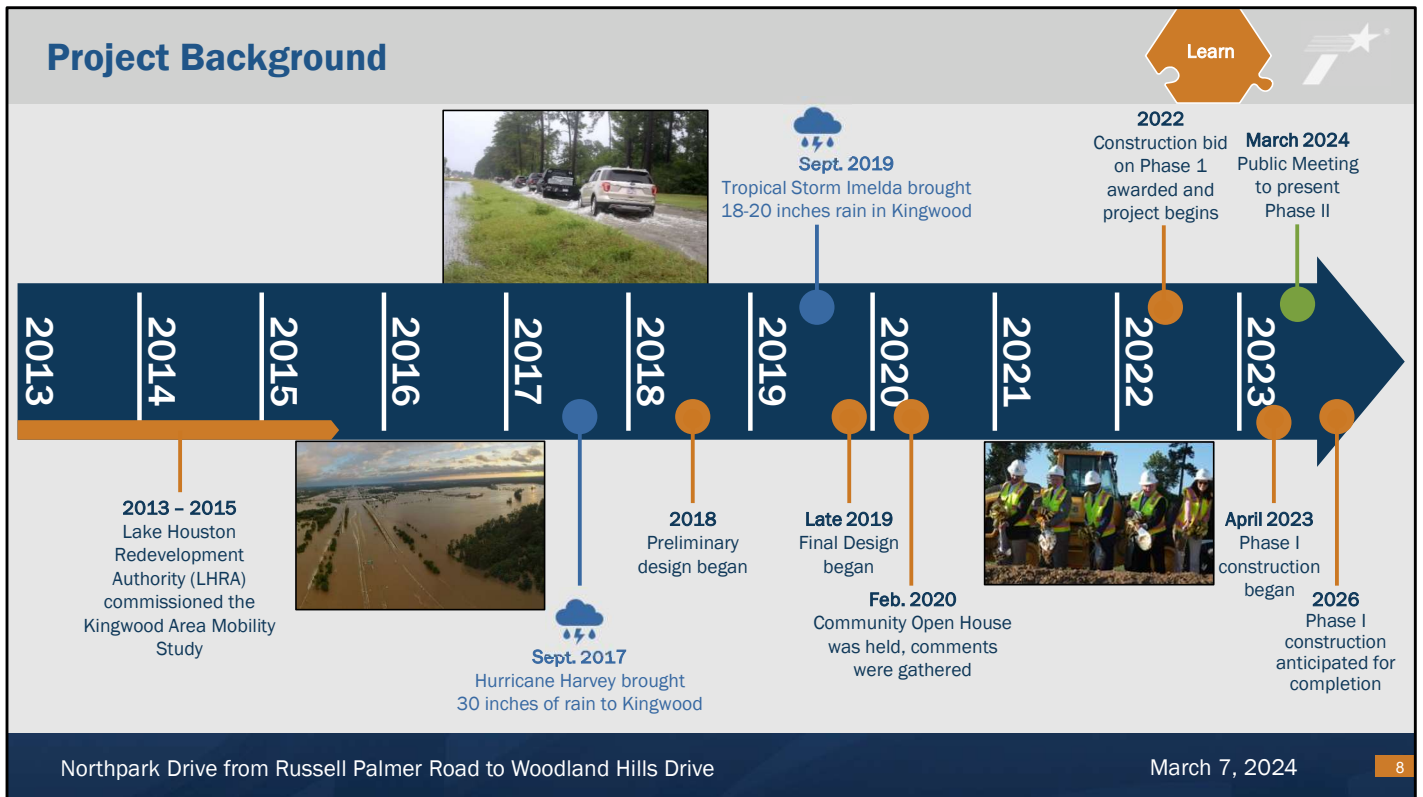 Project Background
Learn
Sept. 2019
Tropical Storm Imelda brought
18-20 inches rain in Kingwood
2022
Construction bid
on Phase 1
awarded and
project begins
March 2024
Public Meeting
to present
Phase II
2013
2014
2015
2016
2017
2018
2019
2020
2021
2022
2023
2013 – 2015
Lake Houston
Redevelopment
Authority (LHRA)
commissioned the
Kingwood Area Mobility
Study
Sept. 2017
Hurricane Harvey brought
30 inches of rain to Kingwood
2018
Preliminary
design began
Late 2019
Final Design
began
Feb. 2020
Community Open House
was held, comments
were gathered
April 2023
Phase I
construction
began
2026
Phase I
construction
anticipated for
completion
Northpark Drive from Russell Palmer Road to Woodland Hills Drive
March 7, 2024
8